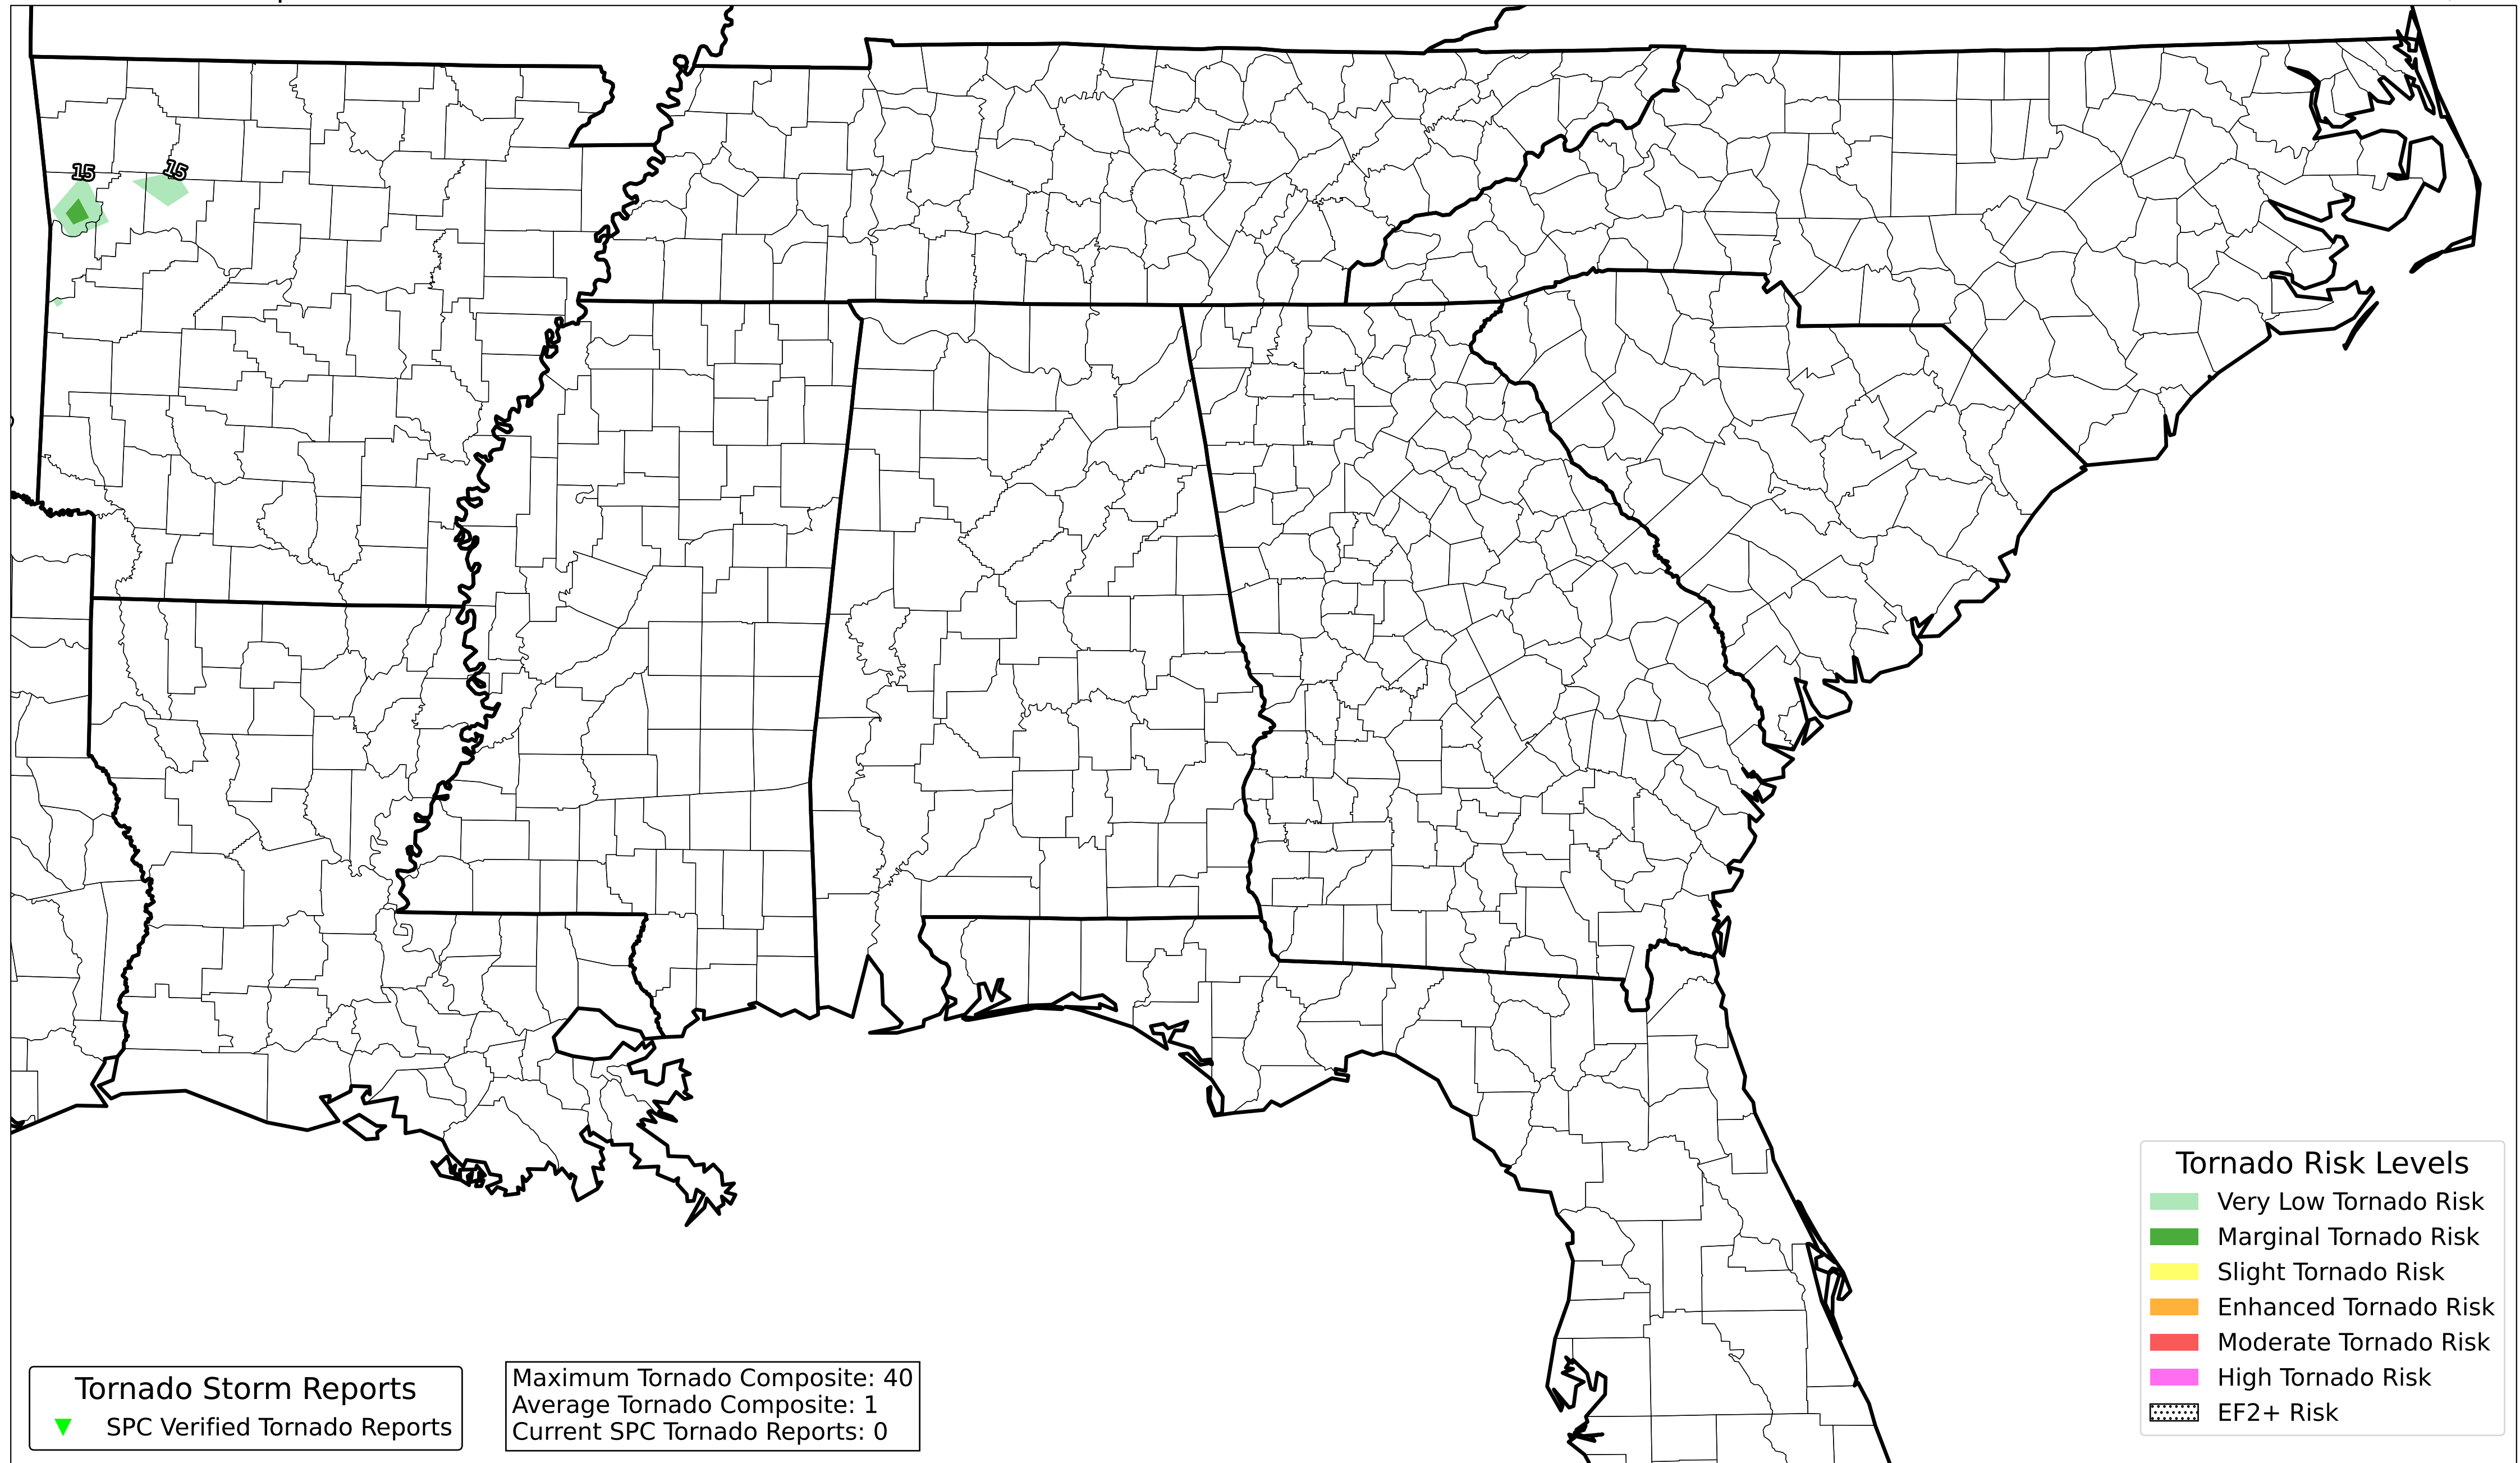 15
15
Tornado Risk Levels
Very Low Tornado Risk
Marginal Tornado Risk
Slight Tornado Risk
Enhanced Tornado Risk
Moderate Tornado Risk
High Tornado Risk
EF2+ Risk
Tornado Storm Reports
SPC Verified Tornado Reports
Maximum Tornado Composite: 40
Average Tornado Composite: 1
Current SPC Tornado Reports: 0